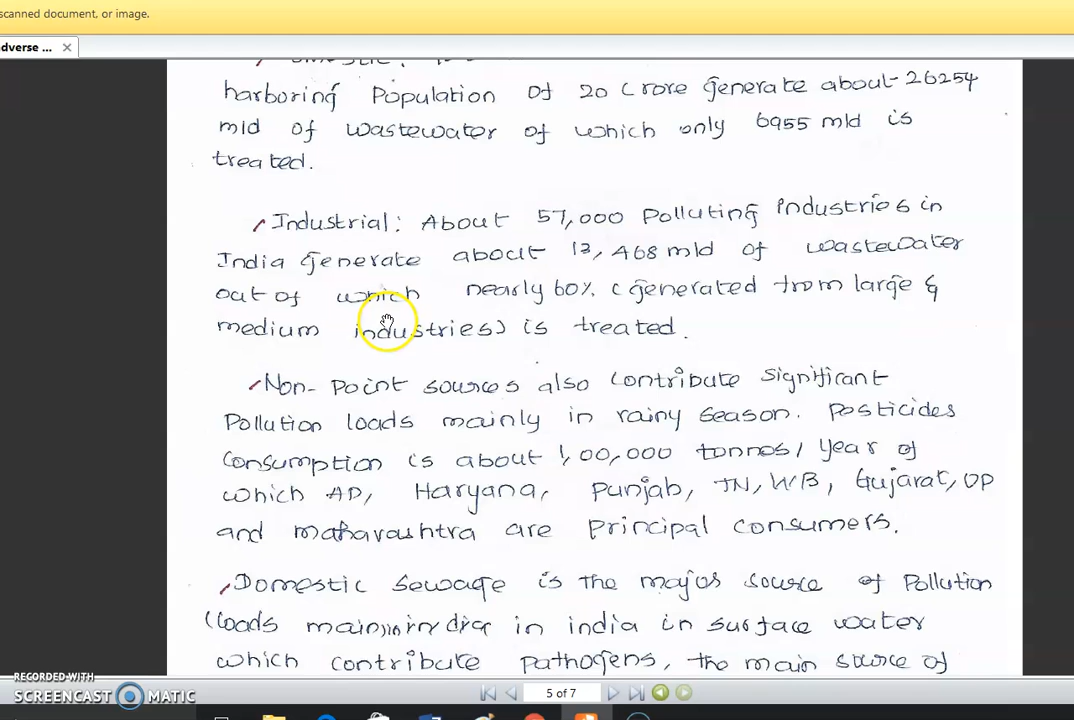 scanned document, or image.
dverse ...
harboring Population of 20 Crore generate about 26254
mld of wastewater of which only 6955 mld is
treated.
Industrial: About 57,000 Polluting industries in
India generate about 13,468 mld of wastewater
out of which nearly 60% (generated from large &
medium industries) is treated.
Non-Point sources also contribute significant
Pollution loads mainly in rainy season. Pesticides
Consumption is about 1,00,000 tonnes/ Year of
which AP, Haryana, Punjab, TN, WB, Gujarat, UP
and maharashtra are Principal consumers.
Domestic Sewage is the major source of Pollution
(loads in india in surface water
which contribute pathogens, the main source of
RECORDED WITH
SCREENCAST MATIC
5 of 7